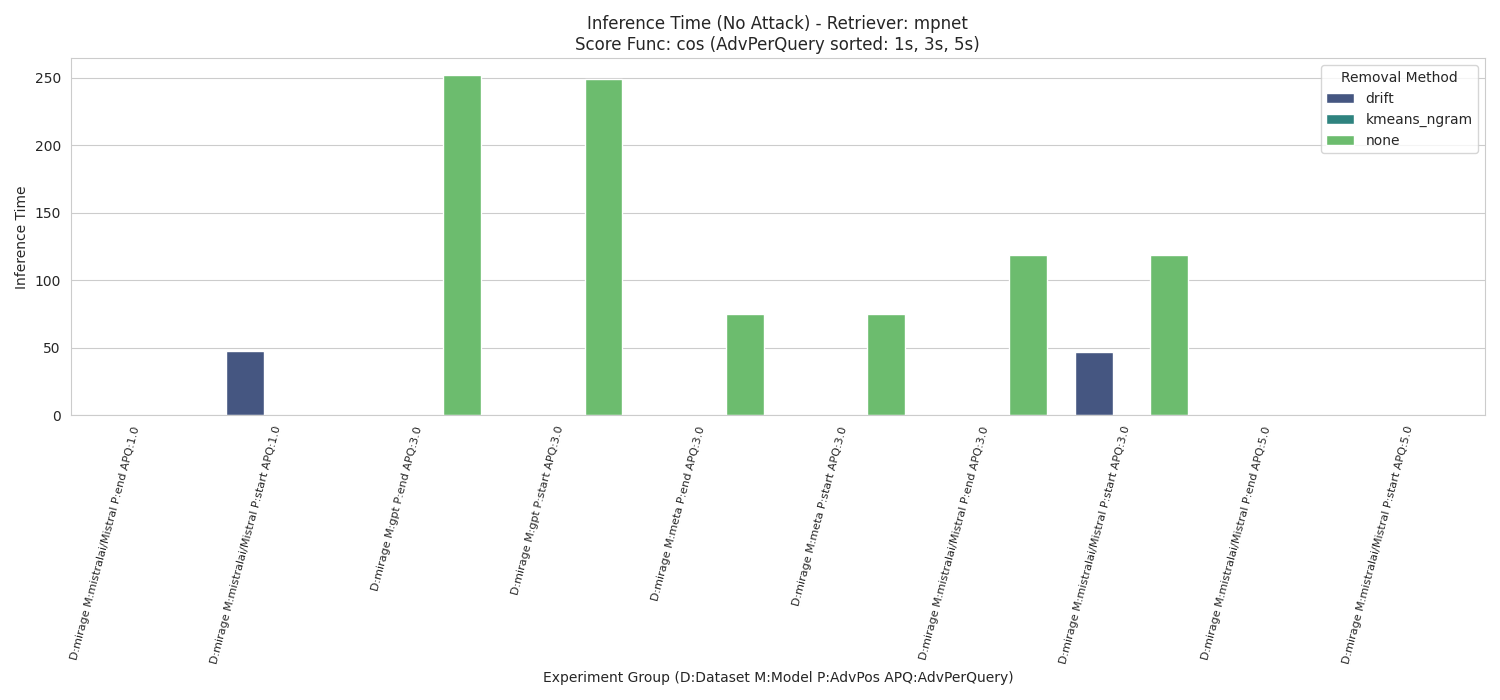 Inference Time (No Attack) - Retriever: mpnet
Score Func: cos (AdvPerQuery sorted: 1s, 3s, 5s)
Removal Method
drift
kmeans_ngram
none
Inference Time
250
200
150
100
50
0
D:mirage M:mistralai/Mistral P:end APQ:1.0
D:mirage M:mistralai/Mistral P:start APQ:1.0
D:mirage M:gpt P:end APQ:3.0
D:mirage M:gpt P:start APQ:3.0
D:mirage M:meta P:end APQ:3.0
D:mirage M:meta P:start APQ:3.0
D:mirage M:mistralai/Mistral P:end APQ:3.0
D:mirage M:mistralai/Mistral P:start APQ:3.0
D:mirage M:mistralai/Mistral P:end APQ:5.0
D:mirage M:mistralai/Mistral P:start APQ:5.0
Experiment Group (D:Dataset M:Model P:AdvPos APQ:AdvPerQuery)